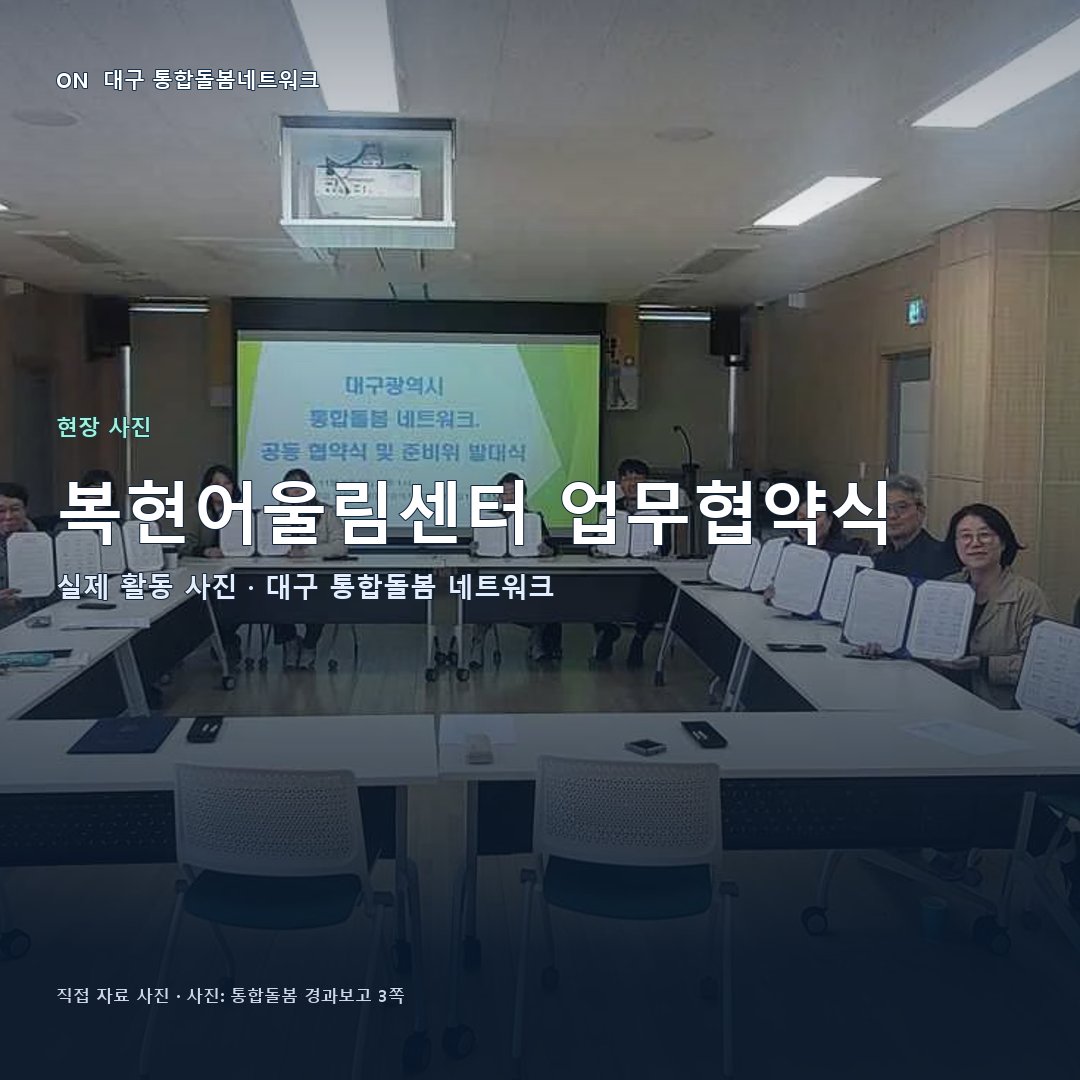 ON 대구 통합돌봄네트워크
대구광역시
통합돌봄 네트워크.
공동 협약식 및 준비위 발대식
현장 사진
복현어울림센터 업무협약식
실제 활동 사진 · 대구 통합돌봄 네트워크
직접 자료 사진 · 사진: 통합돌봄 경과보고 3쪽